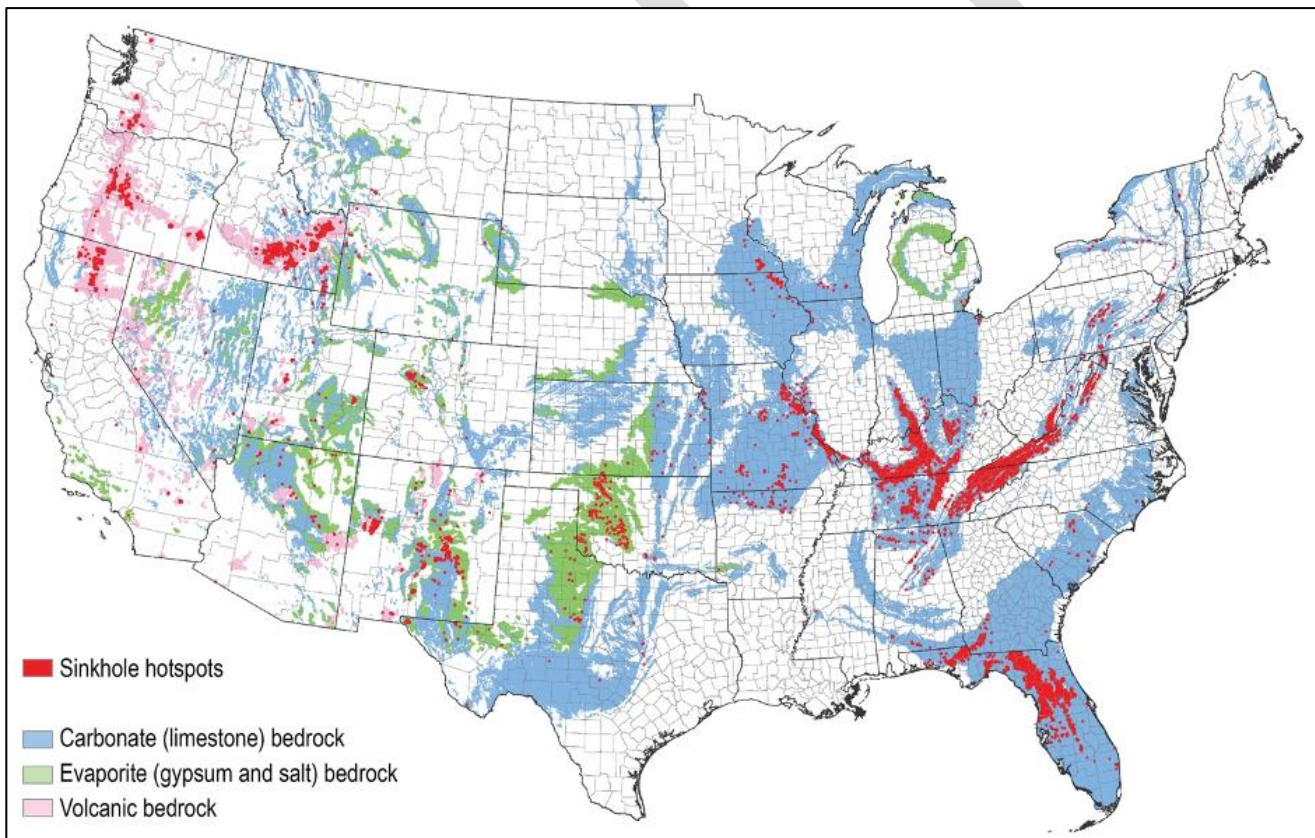 Sinkhole hotspots
Carbonate (limestone) bedrock
Evaporite (gypsum and salt) bedrock
Volcanic bedrock